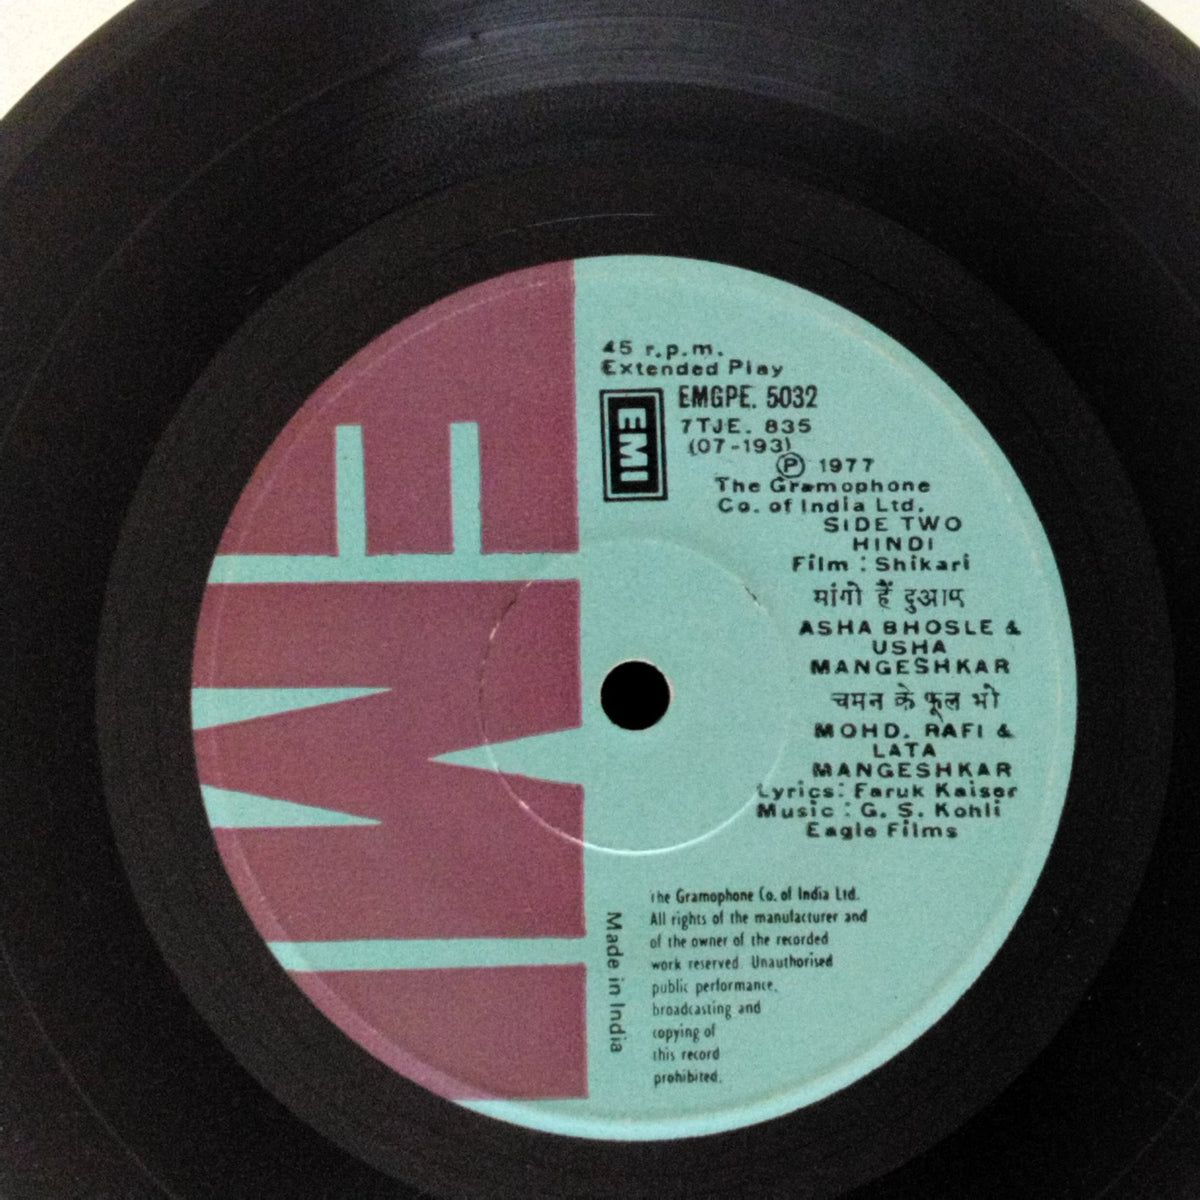 45 r.p.m.
Extended Play
EMGPE. 5032
EMI
7TJE. 835
(07-193)
Ⓟ 1977
The Gramophone
Co. of India Ltd.
SIDE TWO
HINDI
Film : Shikari
मांगी हैं दुआएं
ASHA BHOSLE &
USHA
MANGESHKAR
चमन के फूल भी
MOHD. RAFI &
LATA
MANGESHKAR
Lyrics: Faruk Kaiser
Music : G. S. Kohli
Eagle Films
The Gramophone Co. of India Ltd.
All rights of the manufacturer and
of the owner of the recorded
work reserved. Unauthorised
public performance,
broadcasting and
copying of
this record
prohibited.
Made in India
EMI